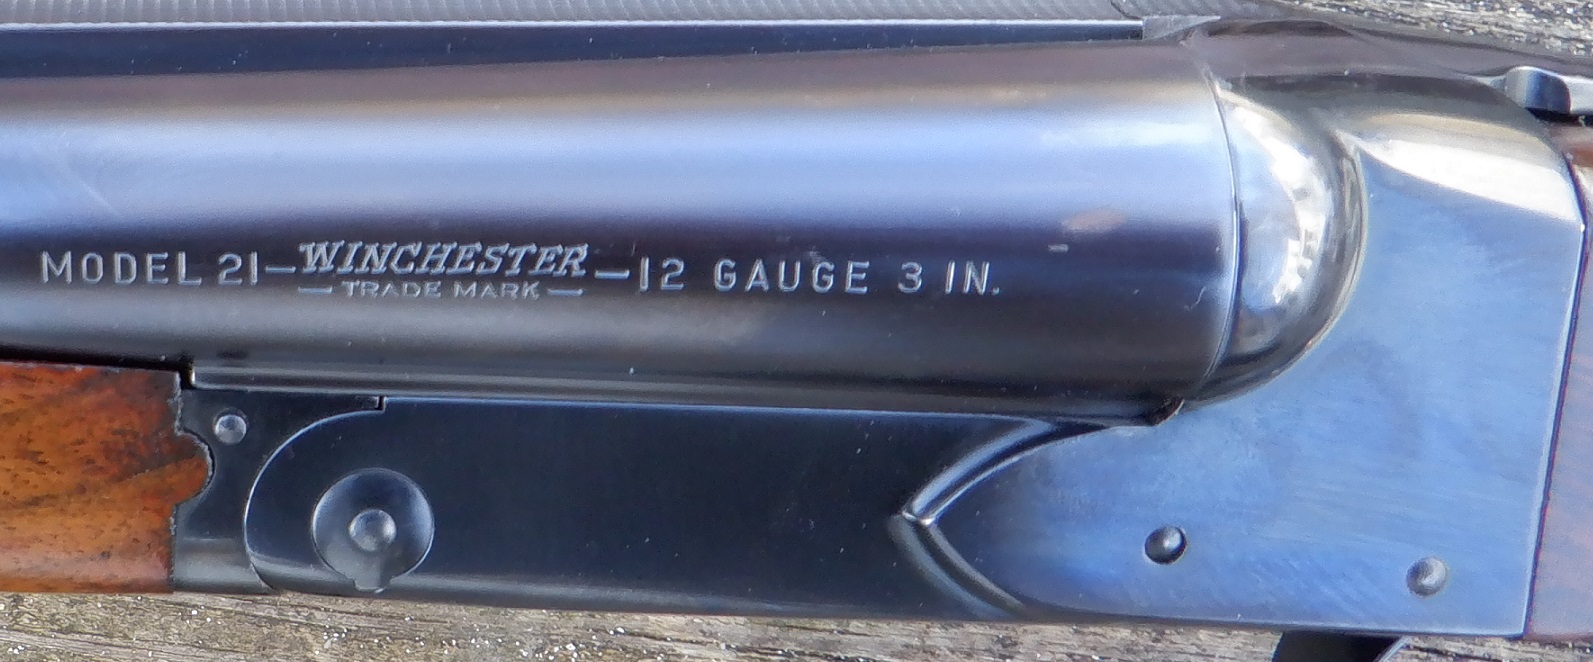 MODEL 21–WINCHESTER–12 GAUGE 3 IN.
–TRADE MARK–